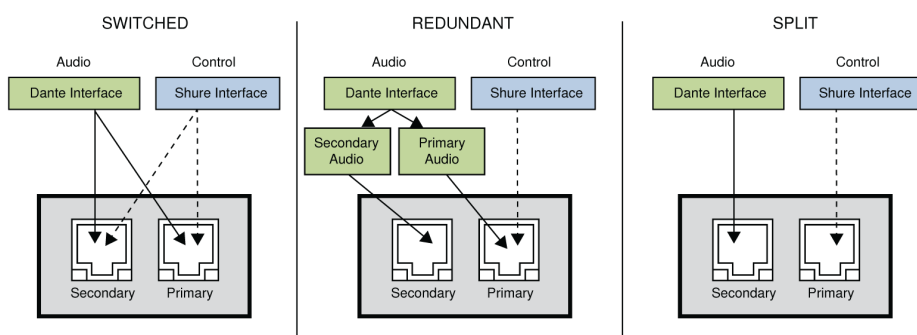 SWITCHED
Audio Control
Dante Interface Shure Interface
Secondary Primary
REDUNDANT
Audio Control
Dante Interface Shure Interface
Secondary Audio
Primary Audio
Secondary Primary
SPLIT
Audio Control
Dante Interface Shure Interface
Secondary Primary